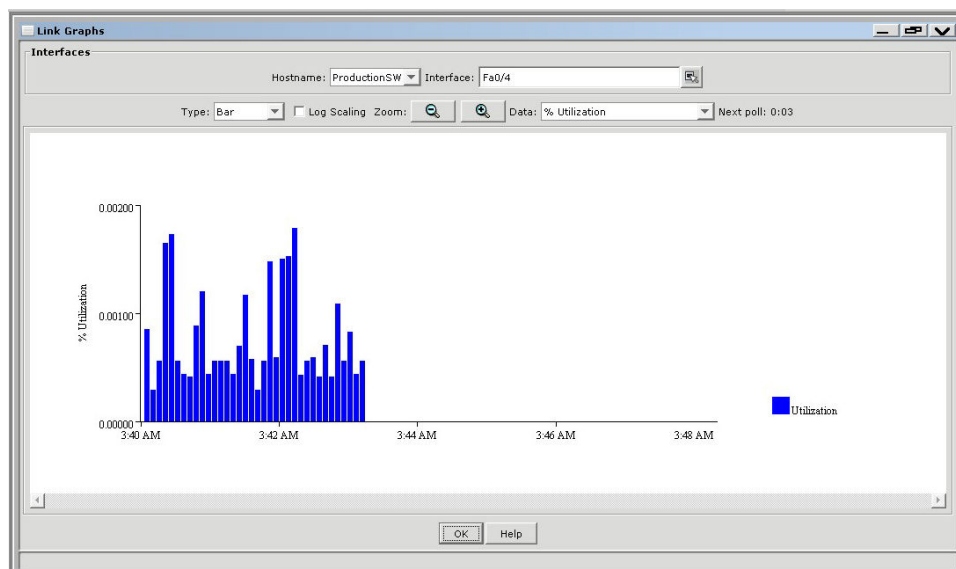 Link Graphs
Interfaces
Hostname: ProductionSW Interface: Fa0/4
Type: Bar Log Scaling Zoom: Data: % Utilization Next poll: 0:03
0.00200
0.00100
0.00000
% Utilization
3:40 AM 3:42 AM 3:44 AM 3:46 AM 3:48 AM
Utilization
OK Help